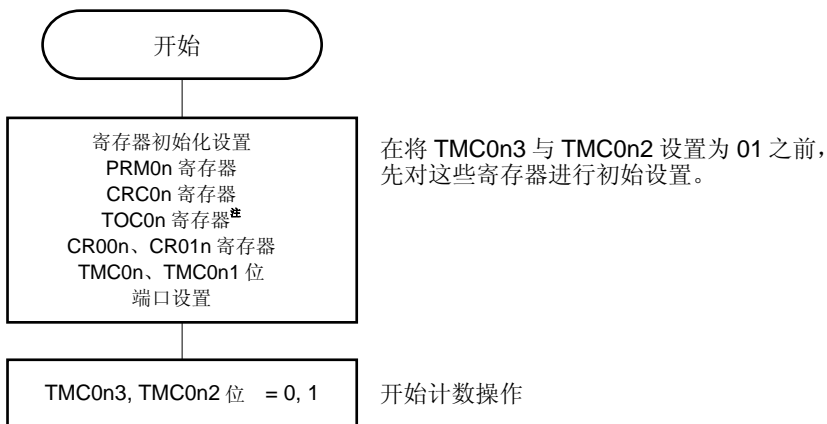 开始
寄存器初始化设置
PRM0n 寄存器
CRC0n 寄存器
TOC0n 寄存器注
CR00n、CR01n 寄存器
TMC0n、TMC0n1 位
端口设置
在将 TMC0n3 与 TMC0n2 设置为 01 之前，
先对这些寄存器进行初始设置。
TMC0n3, TMC0n2 位 = 0, 1
开始计数操作